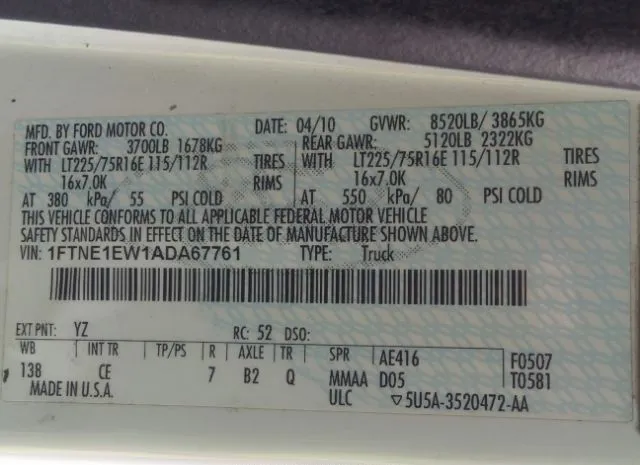 MFD. BY FORD MOTOR CO. DATE: 04/10 GVWR: 8520LB/ 3865KG
FRONT GAWR: 3700LB 1678KG REAR GAWR: 5120LB 2322KG
WITH LT225/75R16E 115/112R TIRES WITH LT225/75R16E 115/112R TIRES
16x7.0K RIMS 16x7.0K RIMS
AT 380 kPa/ 55 PSI COLD AT 550 kPa/ 80 PSI COLD
THIS VEHICLE CONFORMS TO ALL APPLICABLE FEDERAL MOTOR VEHICLE
SAFETY STANDARDS IN EFFECT ON THE DATE OF MANUFACTURE SHOWN ABOVE.
VIN: 1FTNE1EW1ADA67761 TYPE: Truck
EXT PNT: YZ RC: 52 DSO:
WB INT TR TP/PS R AXLE TR SPR AE416 F0507
138 CE 7 B2 Q MMAA D05 T0581
MADE IN U.S.A. ULC ▽5U5A-3520472-AA